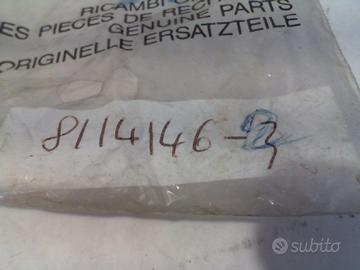 RICAMBI
ES PIECES DE REC
GENUINE PARTS
ORIGINELLE ERSATZTEILE
8114146-
subito